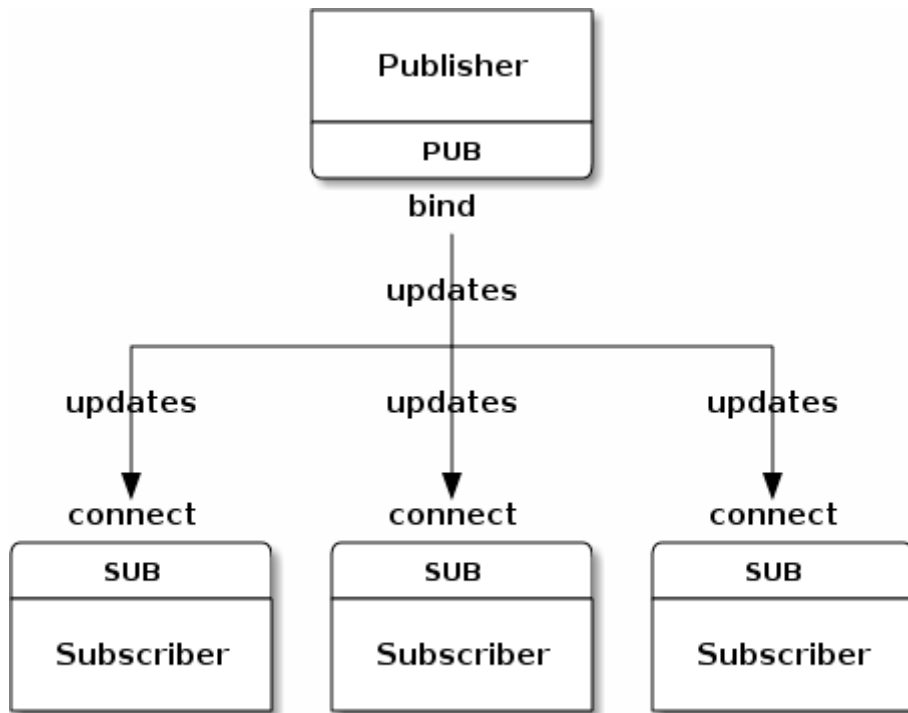 Publisher
PUB
bind
updates
updates updates updates
connect connect connect
SUB SUB SUB
Subscriber Subscriber Subscriber